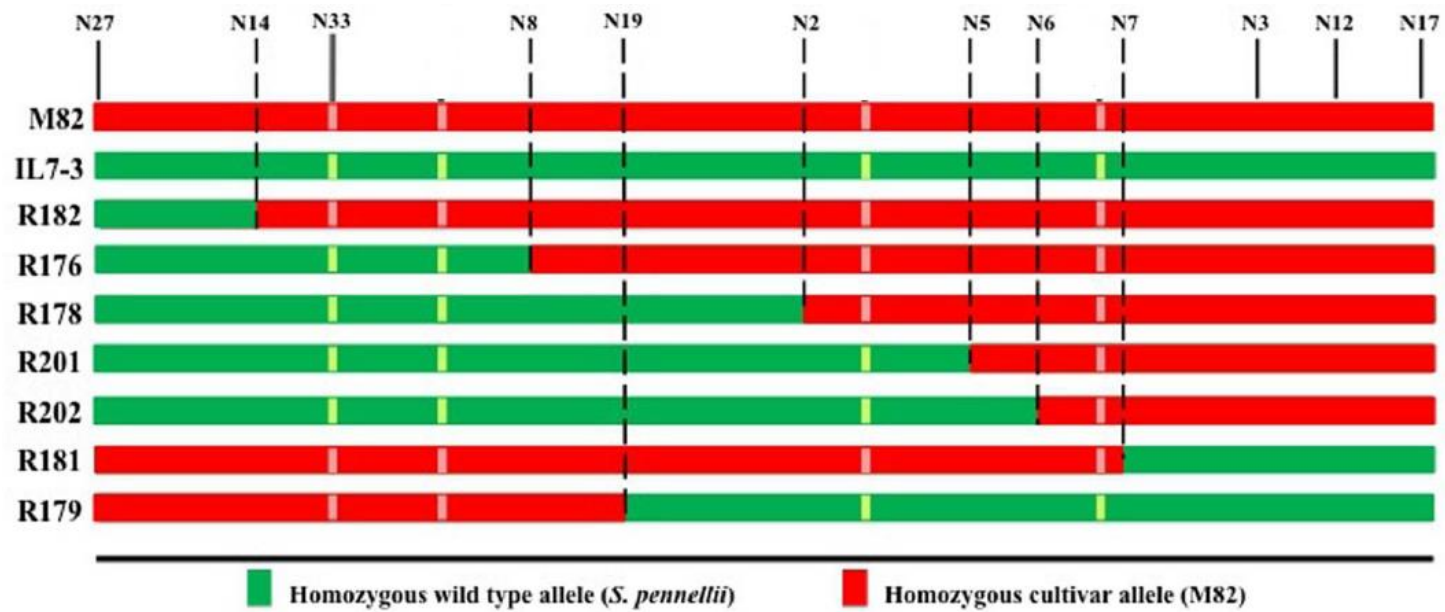 N27 N14 N33 N8 N19 N2 N5 N6 N7 N3 N12 N17
M82
IL7-3
R182
R176
R178
R201
R202
R181
R179
Homozygous wild type allele (S. pennellii) Homozygous cultivar allele (M82)